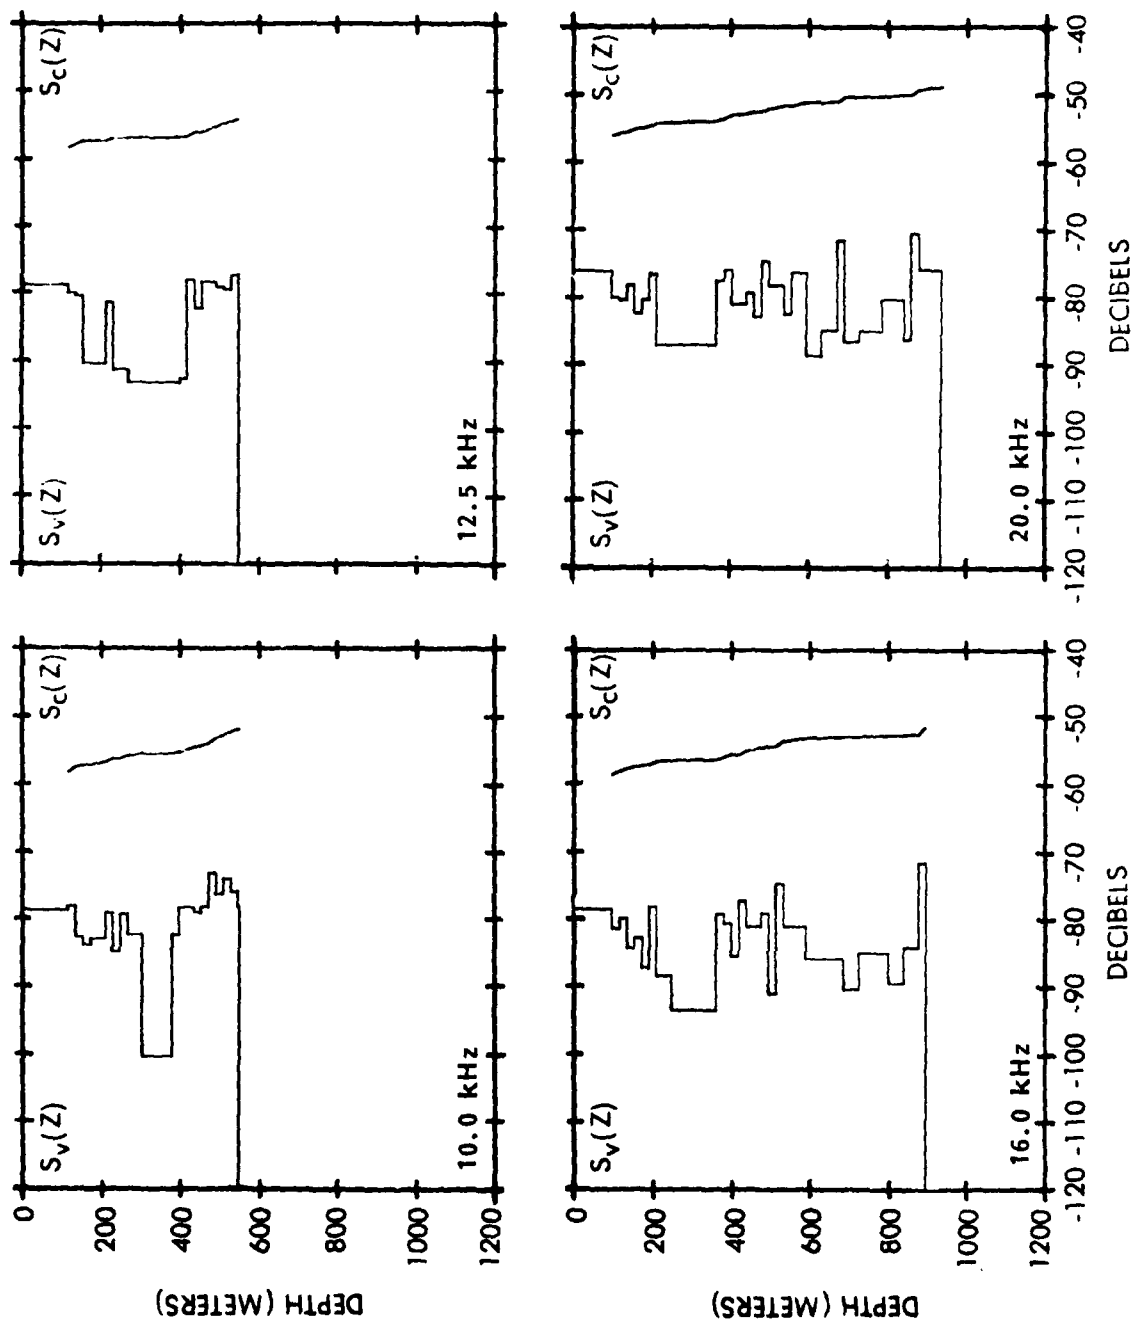 Sv(Z)
Sc(Z)
12.5 kHz
Sv(Z)
Sc(Z)
20.0 kHz
-40
-50
-60
-70
-80
-90
-100
-110
-120
DECIBELS
Sv(Z)
Sc(Z)
10.0 kHz
0
200
400
600
800
1000
1200
DEPTH (METERS)
Sv(Z)
Sc(Z)
16.0 kHz
0
200
400
600
800
1000
1200
DEPTH (METERS)
-40
-50
-60
-70
-80
-90
-100
-110
-120
DECIBELS